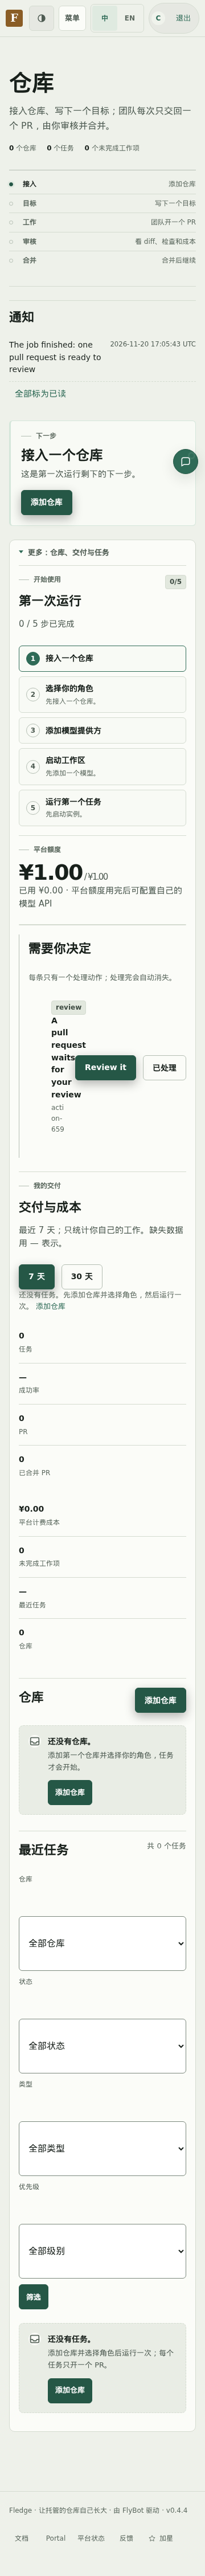 F 菜单 中 EN C 退出
仓库
接入仓库、写下一个目标；团队每次只交回一
个 PR，由你审核并合并。
0 个仓库 0 个任务 0 个未完成工作项
接入 添加仓库
目标 写下一个目标
工作 团队开一个 PR
审核 看 diff、检查和成本
合并 合并后继续
通知
The job finished: one 2026-11-20 17:05:43 UTC
pull request is ready to
review
全部标为已读
下一步
接入一个仓库
这是第一次运行剩下的下一步。
添加仓库
更多：仓库、交付与任务
开始使用 0/5
第一次运行
0 / 5 步已完成
1 接入一个仓库
2 选择你的角色
先接入一个仓库。
3 添加模型提供方
4 启动工作区
先添加一个模型。
5 运行第一个任务
先启动实例。
平台额度
¥1.00 / ¥1.00
已用 ¥0.00 · 平台额度用完后可配置自己的
模型 API
需要你决定
每条只有一个处理动作；处理完会自动消失。
review
A
pull
request
waits
for
your
review
acti
on-
659
Review it 已处理
我的交付
交付与成本
最近 7 天；只统计你自己的工作。缺失数据
用 — 表示。
7 天 30 天
还没有任务。先添加仓库并选择角色，然后运行一
次。 添加仓库
0
任务
—
成功率
0
PR
0
已合并 PR
¥0.00
平台计费成本
0
未完成工作项
—
最近任务
0
仓库
仓库 添加仓库
还没有仓库。
添加第一个仓库并选择你的角色，任务
才会开始。
添加仓库
最近任务 共 0 个任务
仓库
全部仓库
状态
全部状态
类型
全部类型
优先级
全部级别
筛选
还没有任务。
添加仓库并选择角色后运行一次；每个
任务只开一个 PR。
添加仓库
Fledge · 让托管的仓库自己长大 · 由 FlyBot 驱动 · v0.4.4
文档 Portal 平台状态 反馈 加星